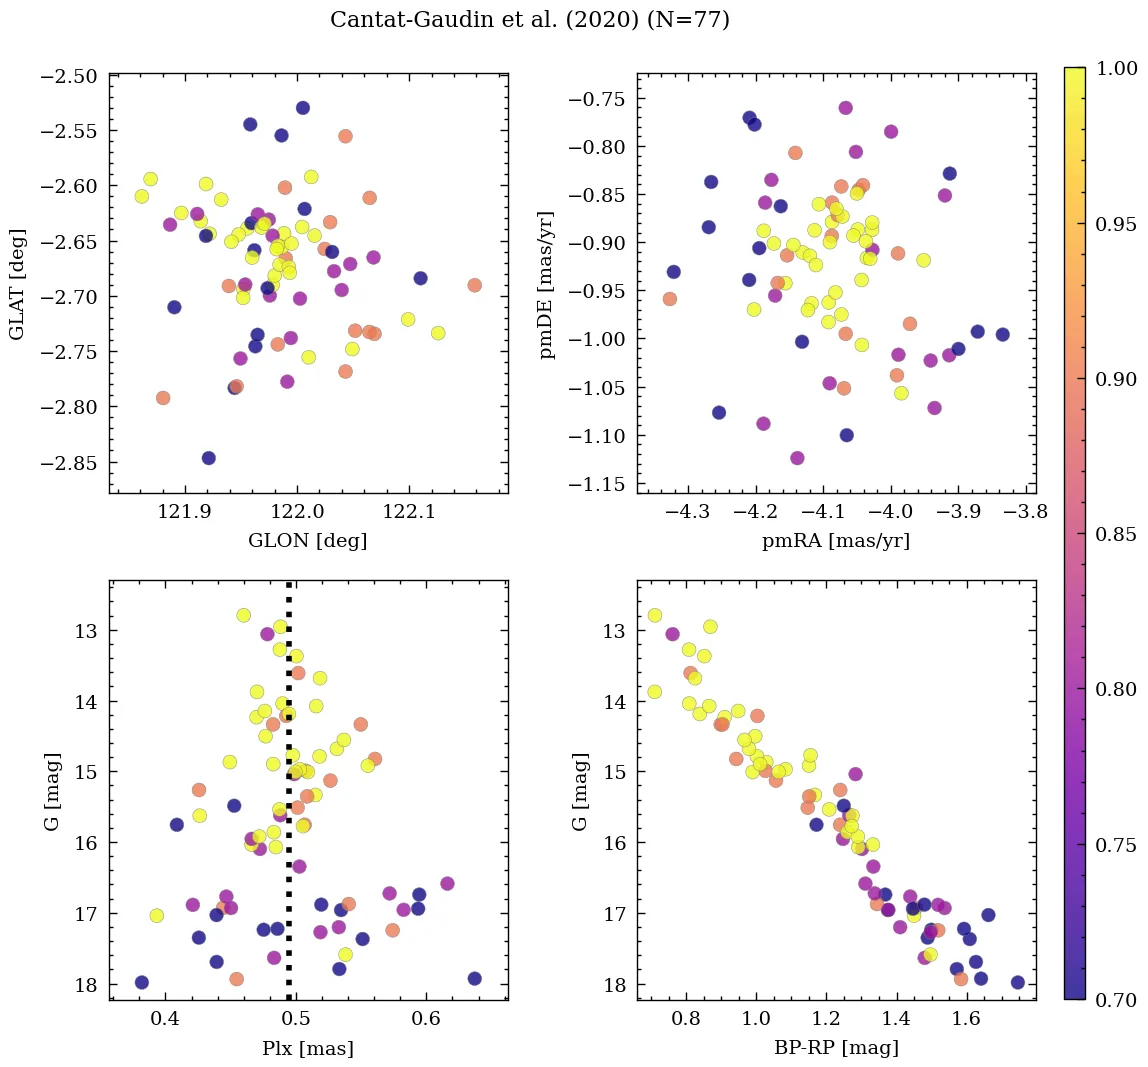 Cantat-Gaudin et al. (2020) (N=77)
−2.50
−2.55
−2.60
−2.65
−2.70
−2.75
−2.80
−2.85
GLAT [deg]
121.9 122.0 122.1
GLON [deg]
−0.75
−0.80
−0.85
−0.90
−0.95
−1.00
−1.05
−1.10
−1.15
pmDE [mas/yr]
−4.3 −4.2 −4.1 −4.0 −3.9 −3.8
pmRA [mas/yr]
13
14
15
16
17
18
G [mag]
0.4 0.5 0.6
Plx [mas]
13
14
15
16
17
18
G [mag]
0.8 1.0 1.2 1.4 1.6
BP-RP [mag]
1.00
0.95
0.90
0.85
0.80
0.75
0.70